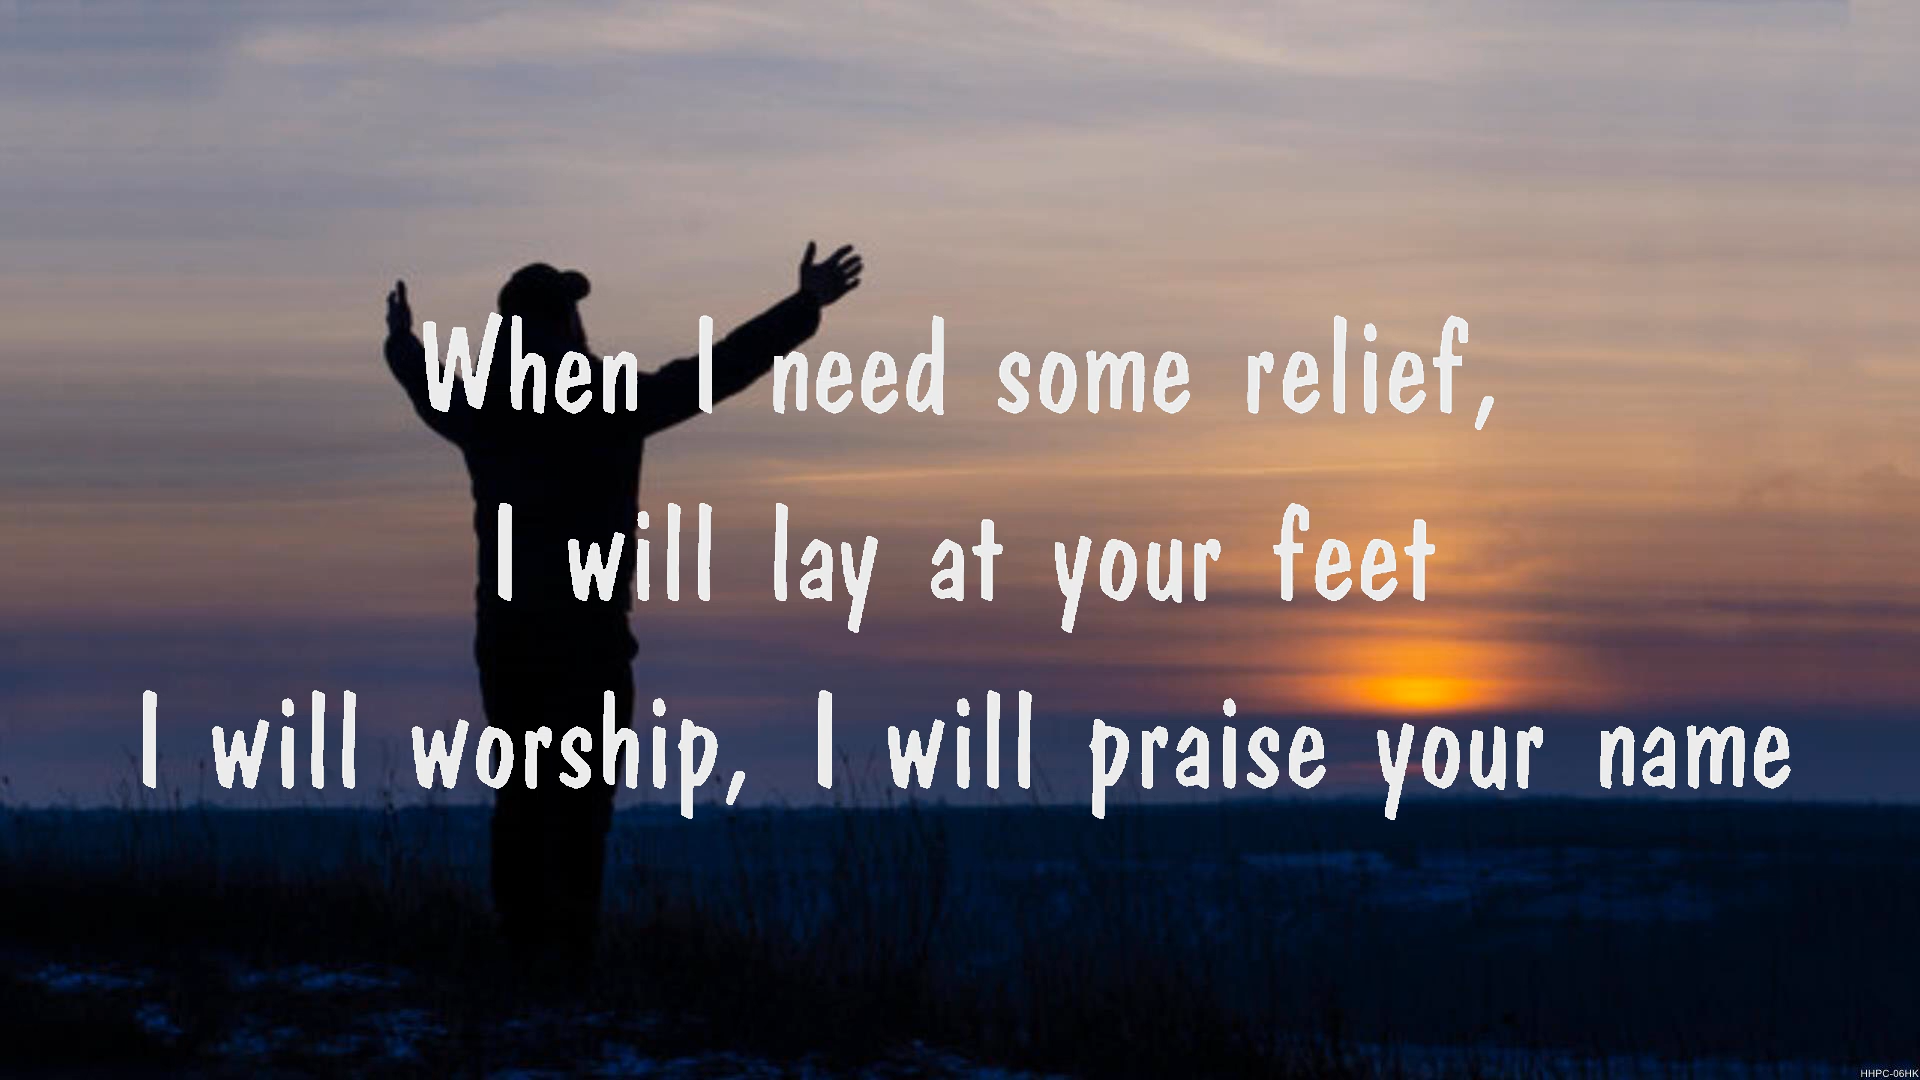 When I need some relief,
I will lay at your feet
I will worship, I will praise your name
HHPC-06HK